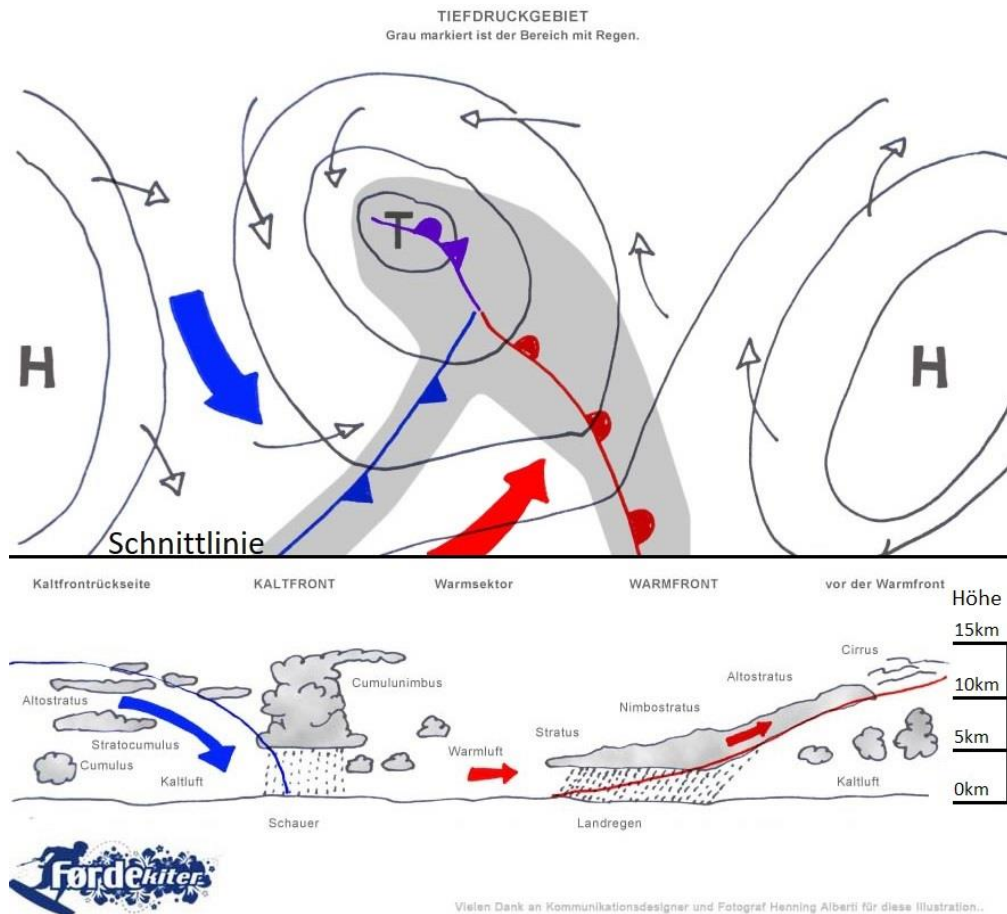 TIEFDRUCKGEBIET
Grau markiert ist der Bereich mit Regen.
T
H
H
Schnittlinie
Kaltfrontrückseite
KALTFRONT
Warmsektor
WARMFRONT
vor der Warmfront
Höhe
15km
10km
5km
0km
Cirrus
Altostratus
Cumulunimbus
Altostratus
Nimbostratus
Stratus
Stratocumulus
Warmluft
Cumulus
Kaltluft
Kaltluft
Schauer
Landregen
Førdekiter
Vielen Dank an Kommunikationsdesigner und Fotograf Henning Alberti für diese Illustration..